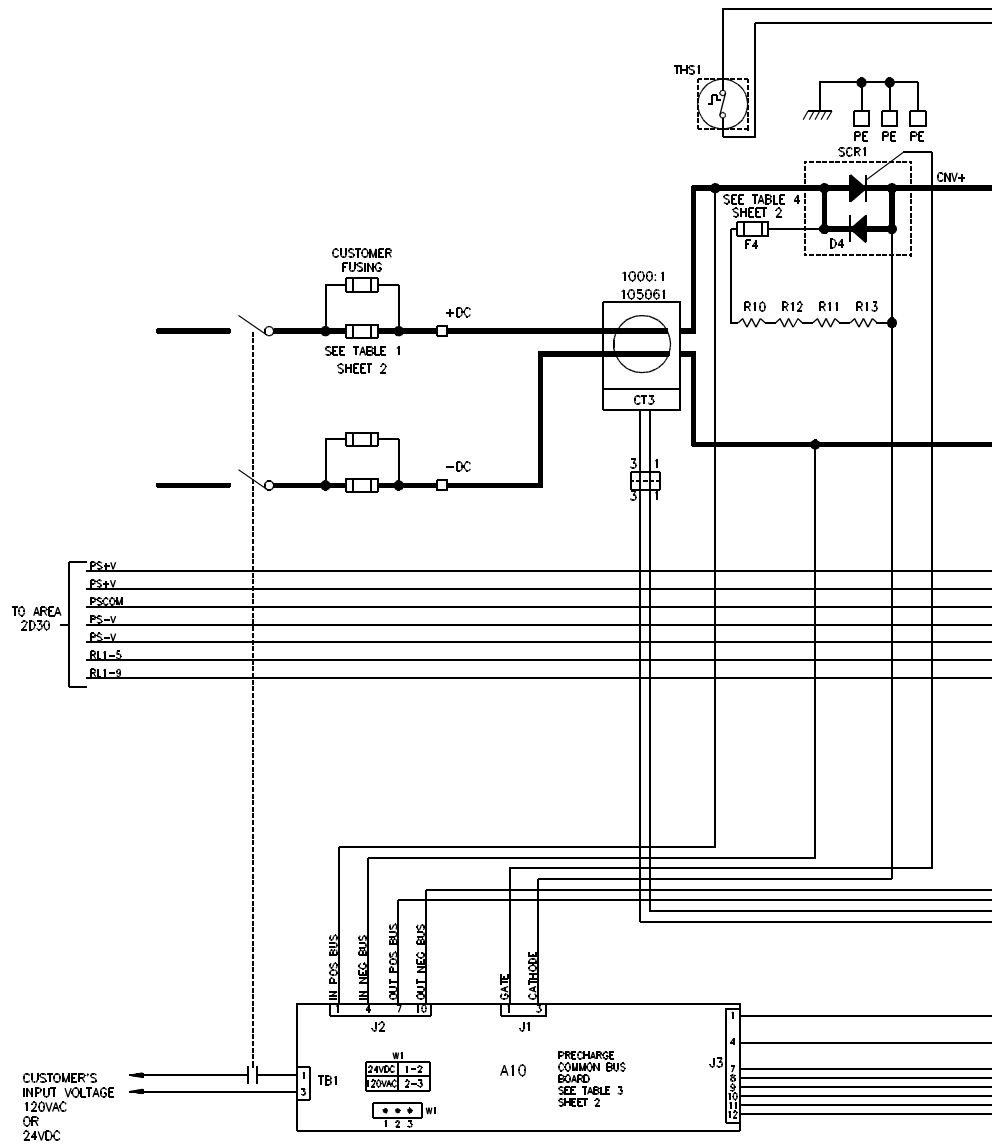 THS1
PE PE PE
SCR1
CNV+
SEE TABLE 4
SHEET 2
F4
D4
CUSTOMER
FUSING
1000:1
105061
+DC
R10 R12 R11 R13
SEE TABLE 1
SHEET 2
CT3
-DC
3 1
3 1
TO AREA
2D30
PS+V
PS+V
PSCOM
PS-V
PS-V
RL1-5
RL1-9
IN POS BUS
IN NEG BUS
OUT POS BUS
OUT NEG BUS
GATE
CATHODE
1 4 7 10
J2
1 3
J1
W1
24VDC 1-2
120VAC 2-3
W1
1 2 3
A10
PRECHARGE
COMMON BUS
BOARD
SEE TABLE 3
SHEET 2
J3
1
4
7
8
9
10
11
12
1
3
TB1
CUSTOMER'S
INPUT VOLTAGE
120VAC
OR
24VDC